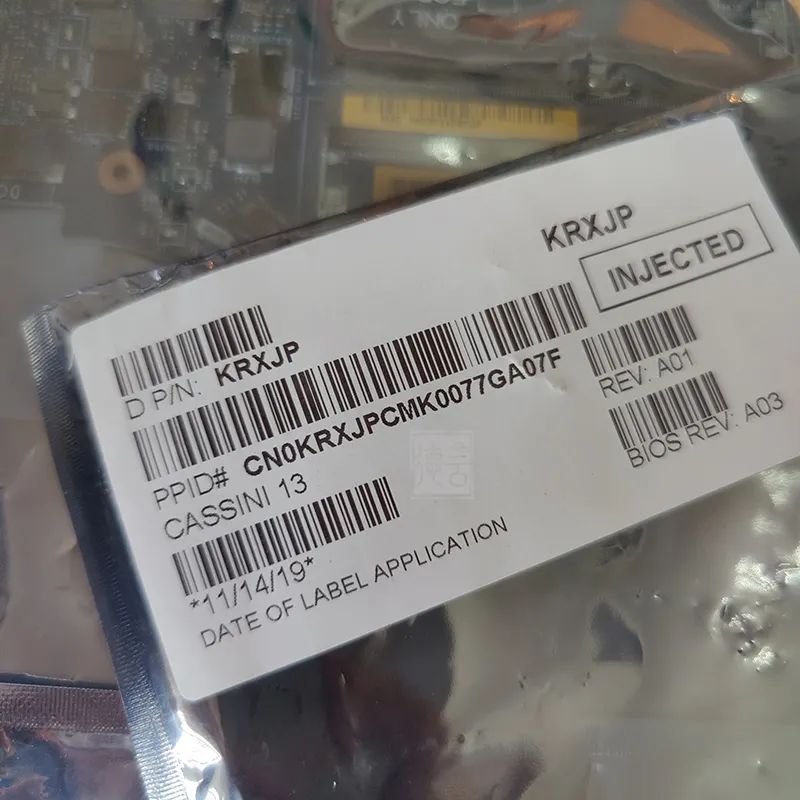 ONLY
KRXJP
INJECTED
D P/N: KRXJP
REV: A01
PPID# CN0KRXJPCMK0077GA07F
BIOS REV: A03
CASSINI 13
*11/14/19*
DATE OF LABEL APPLICATION